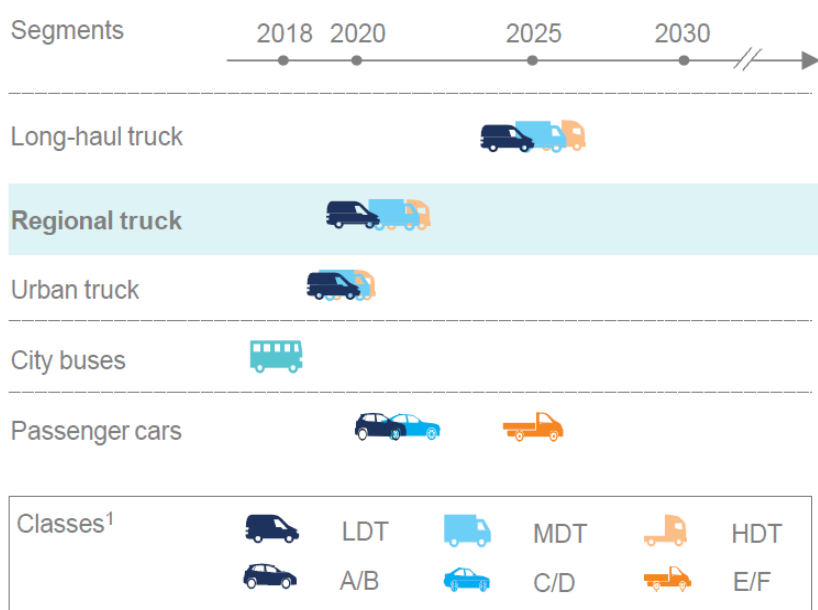 Segments 2018 2020 2025 2030
Long-haul truck
Regional truck
Urban truck
City buses
Passenger cars
Classes1 LDT MDT HDT
A/B C/D E/F